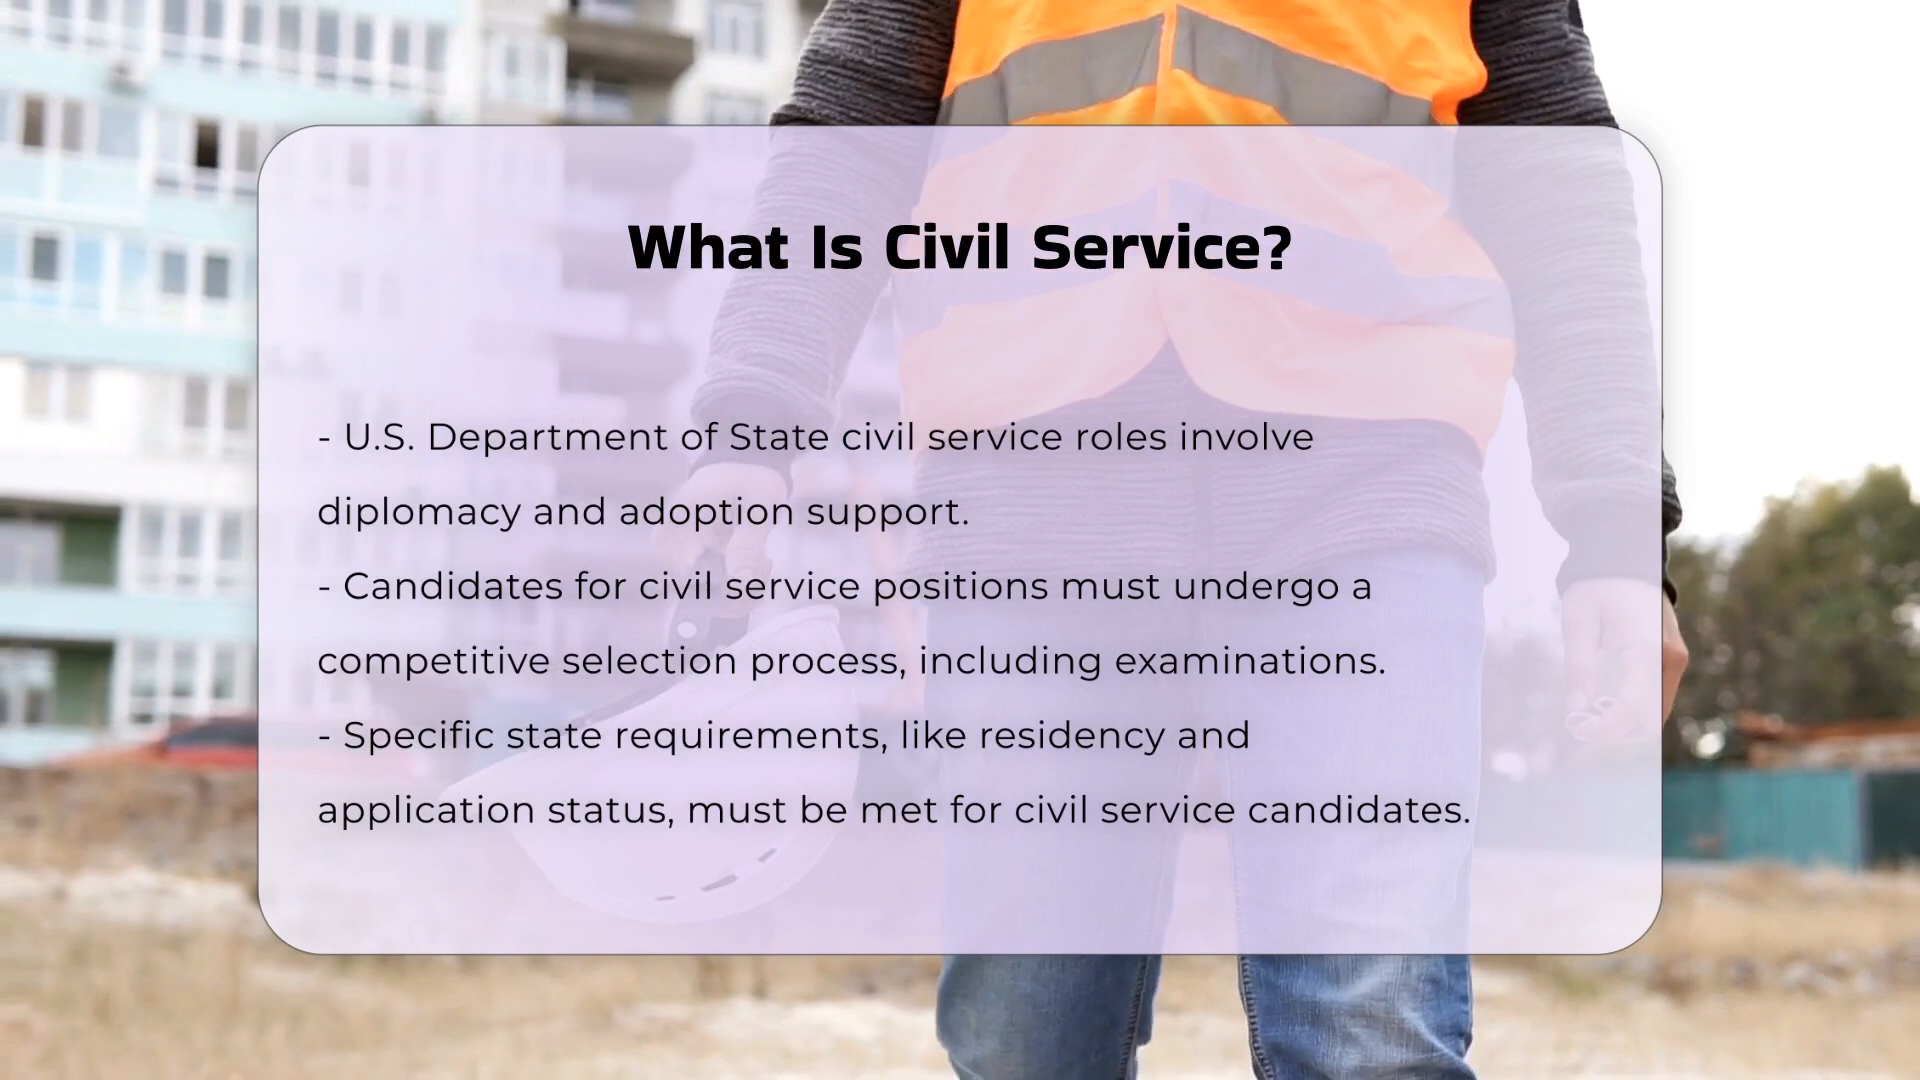 What Is Civil Service?
- U.S. Department of State civil service roles involve
diplomacy and adoption support.
- Candidates for civil service positions must undergo a
competitive selection process, including examinations.
- Specific state requirements, like residency and
application status, must be met for civil service candidates.